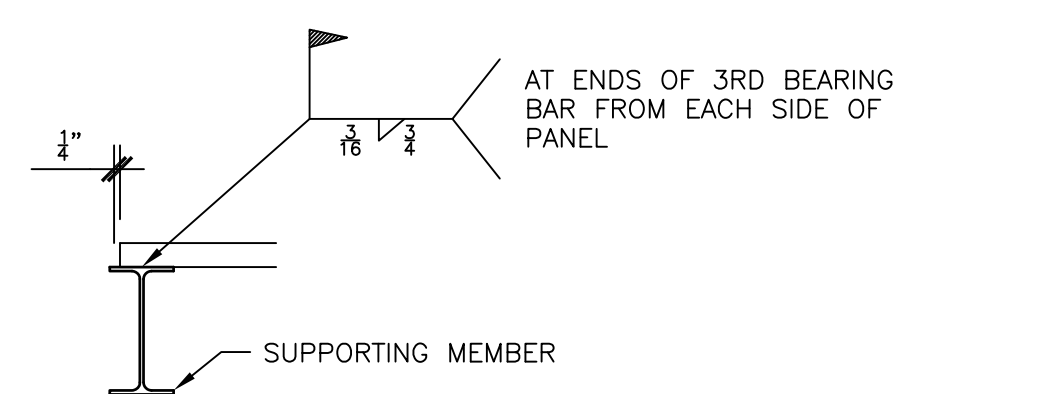 AT ENDS OF 3RD BEARING
BAR FROM EACH SIDE OF
PANEL
1/4"
3/16 3/4
SUPPORTING MEMBER